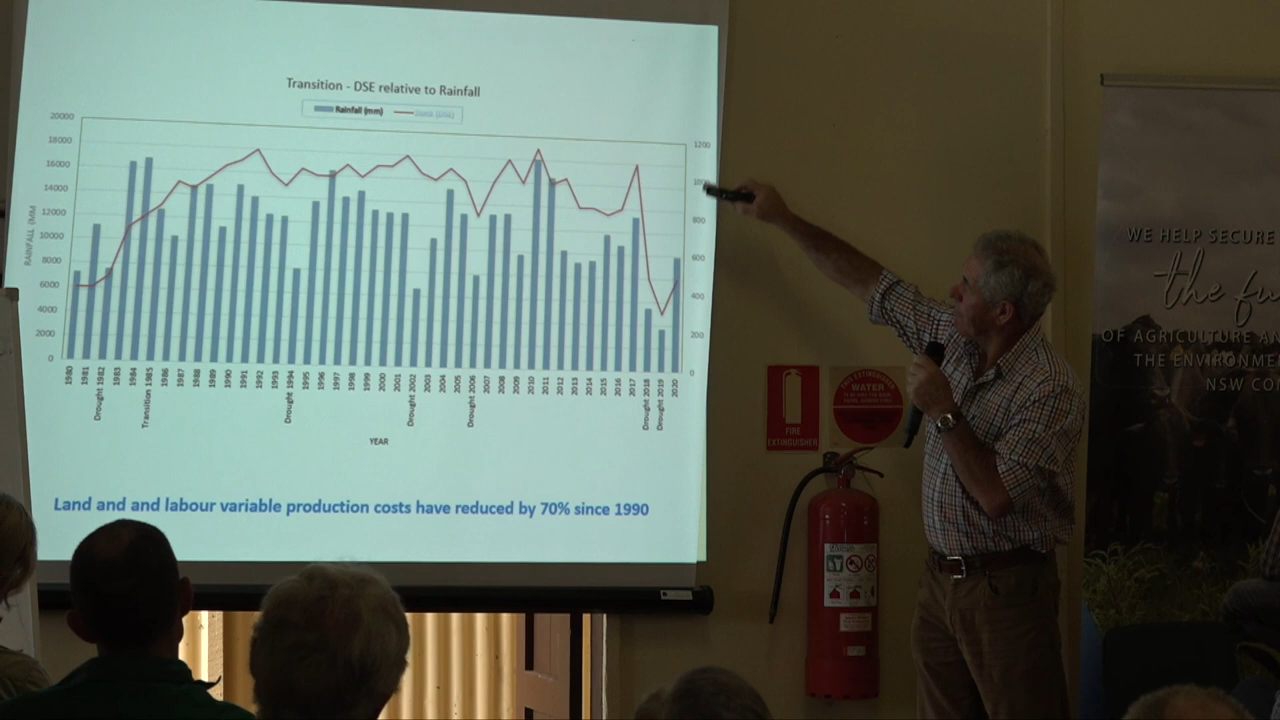 Transition - DSE relative to Rainfall
Rainfall (mm)
20000
18000
16000
14000
12000
10000
8000
6000
4000
2000
0
RAINFALL (MM
1200
1000
800
600
400
200
0
1980
1981
Drought 1982
1983
1984
Transition 1985
1986
1987
1988
1989
1990
1991
1992
1993
Drought 1994
1995
1996
1997
1998
1999
2000
2001
Drought 2002
2003
2004
2005
Drought 2006
2007
2008
2009
2010
2011
2012
2013
2014
2015
2016
2017
Drought 2018
Drought 2019
2020
YEAR
Land and and labour variable production costs have reduced by 70% since 1990
FIRE
EXTINGUISHER
WATER
WE HELP SECURE
the fu
OF AGRICULTURE AN
THE ENVIRONME
NSW CO